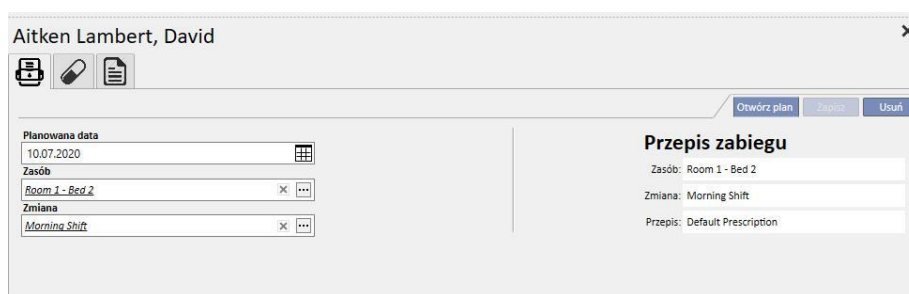 Aitken Lambert, David
Otwórz plan Zapisz Usuń
Planowana data
10.07.2020
Zasób
Room 1 - Bed 2
Zmiana
Morning Shift
Przepis zabiegu
Zasób: Room 1 - Bed 2
Zmiana: Morning Shift
Przepis: Default Prescription